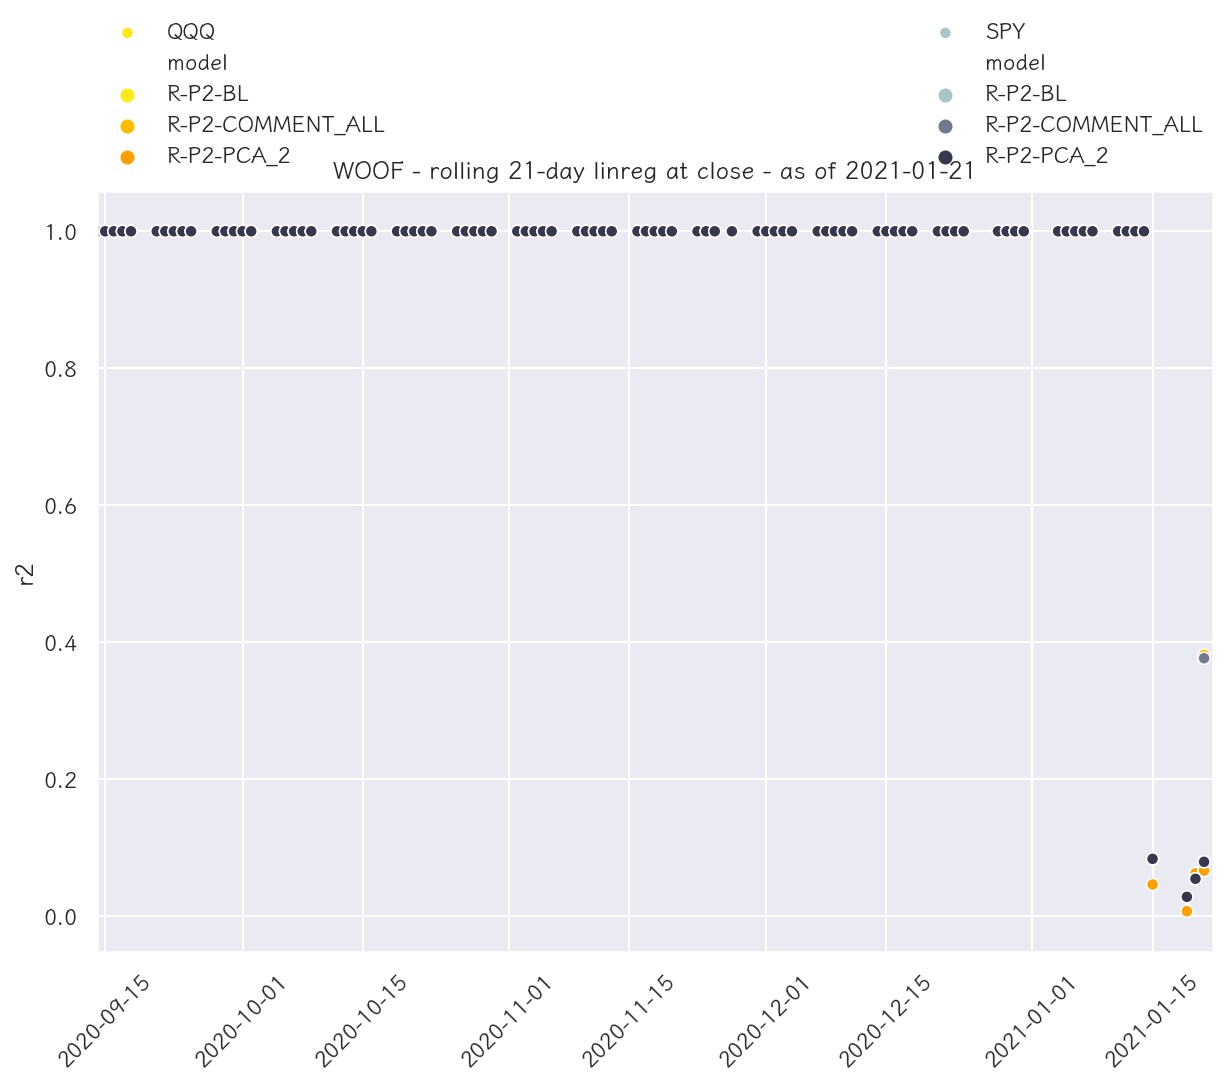 QQQ
model
R-P2-BL
R-P2-COMMENT_ALL
R-P2-PCA_2
SPY
model
R-P2-BL
R-P2-COMMENT_ALL
R-P2-PCA_2
WOOF - rolling 21-day linreg at close - as of 2021-01-21
1.0
0.8
0.6
0.4
0.2
0.0
r2
2020-09-15
2020-10-01
2020-10-15
2020-11-01
2020-11-15
2020-12-01
2020-12-15
2021-01-01
2021-01-15